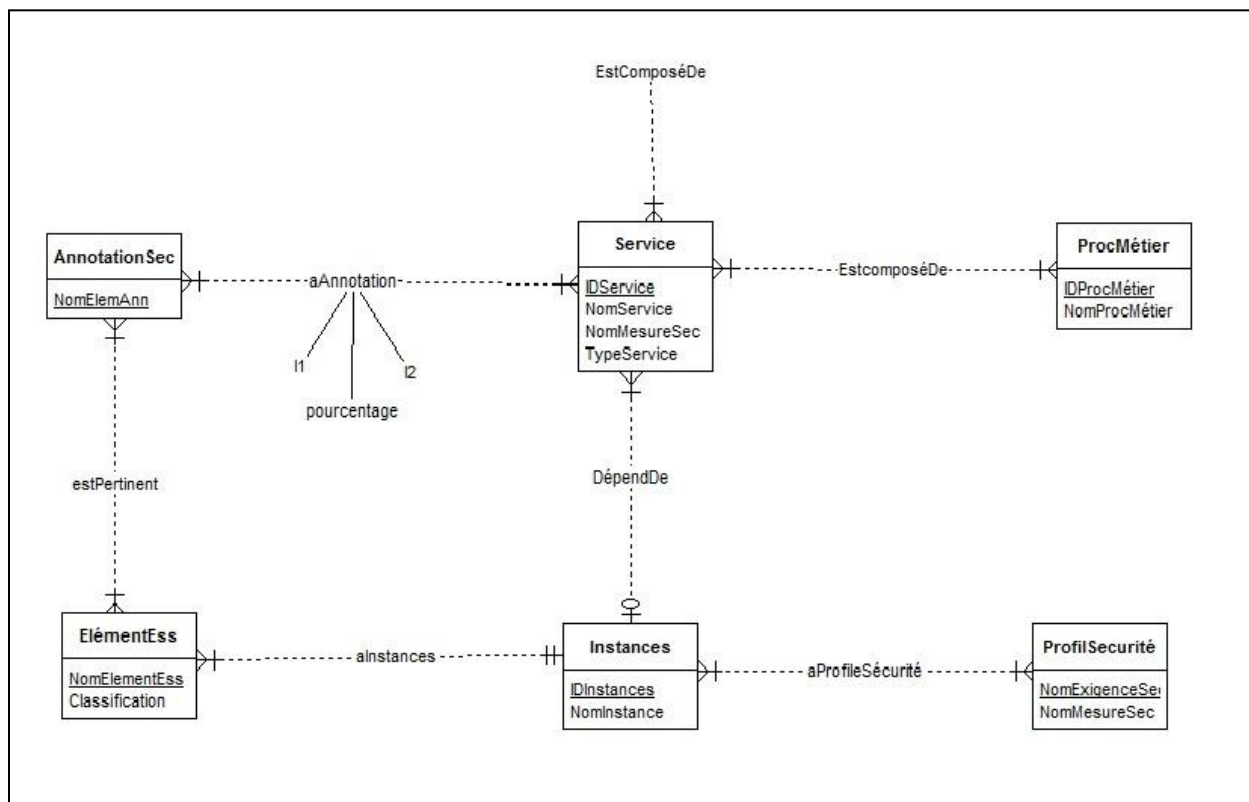 EstComposéDe
AnnotationSec
NomElemAnn
aAnnotation
I1
pourcentage
I2
Service
IDService
NomService
NomMesureSec
TypeService
EstcomposéDe
ProcMétier
IDProcMétier
NomProcMétier
estPertinent
DépendDe
ElémentEss
NomElementEss
Classification
aInstances
Instances
IDInstances
NomInstance
aProfileSécurité
ProfilSecurité
NomExigenceSec
NomMesureSec